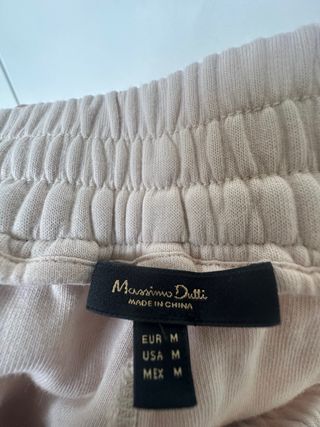 Massimo Dutti
MADE IN CHINA
EUR M
USA M
MEX M